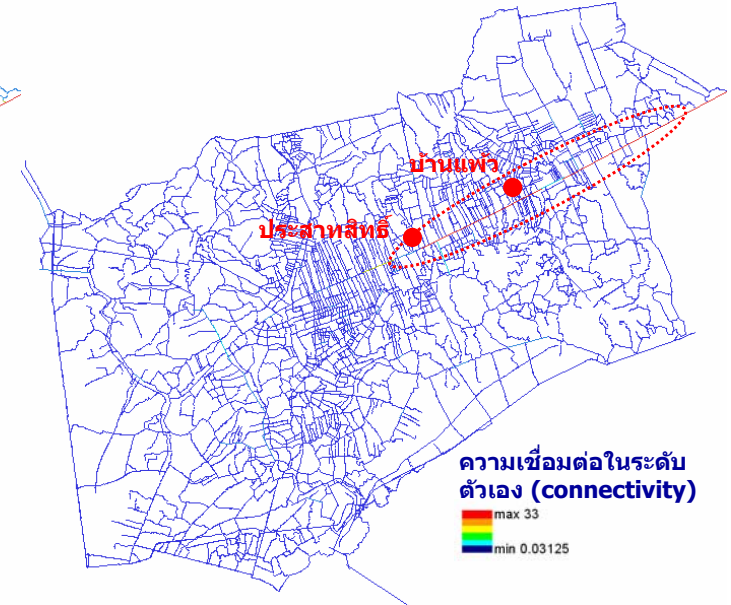 บ้านแพ้ว
ประสาทสิทธิ์
ความเชื่อมต่อในระดับ
ตัวเอง (connectivity)
max 33
min 0.03125